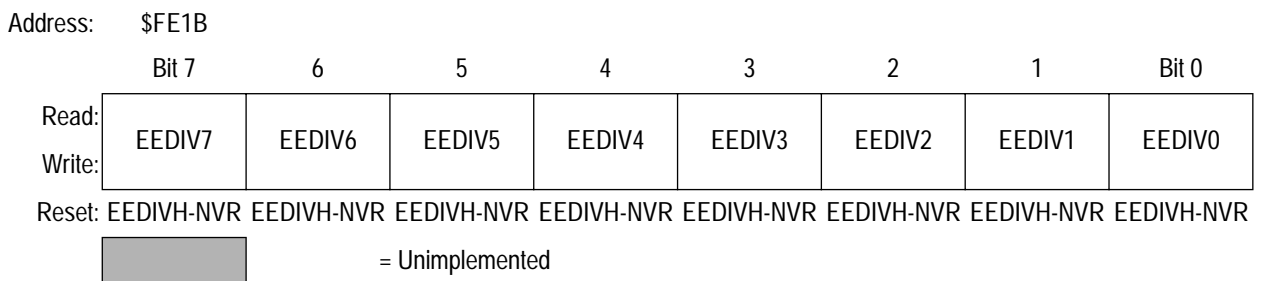 Address: $FE1B
Bit 7 6 5 4 3 2 1 Bit 0
Read:
EEDIV7 EEDIV6 EEDIV5 EEDIV4 EEDIV3 EEDIV2 EEDIV1 EEDIV0
Write:
Reset: EEDIVH-NVR EEDIVH-NVR EEDIVH-NVR EEDIVH-NVR EEDIVH-NVR EEDIVH-NVR EEDIVH-NVR EEDIVH-NVR
= Unimplemented